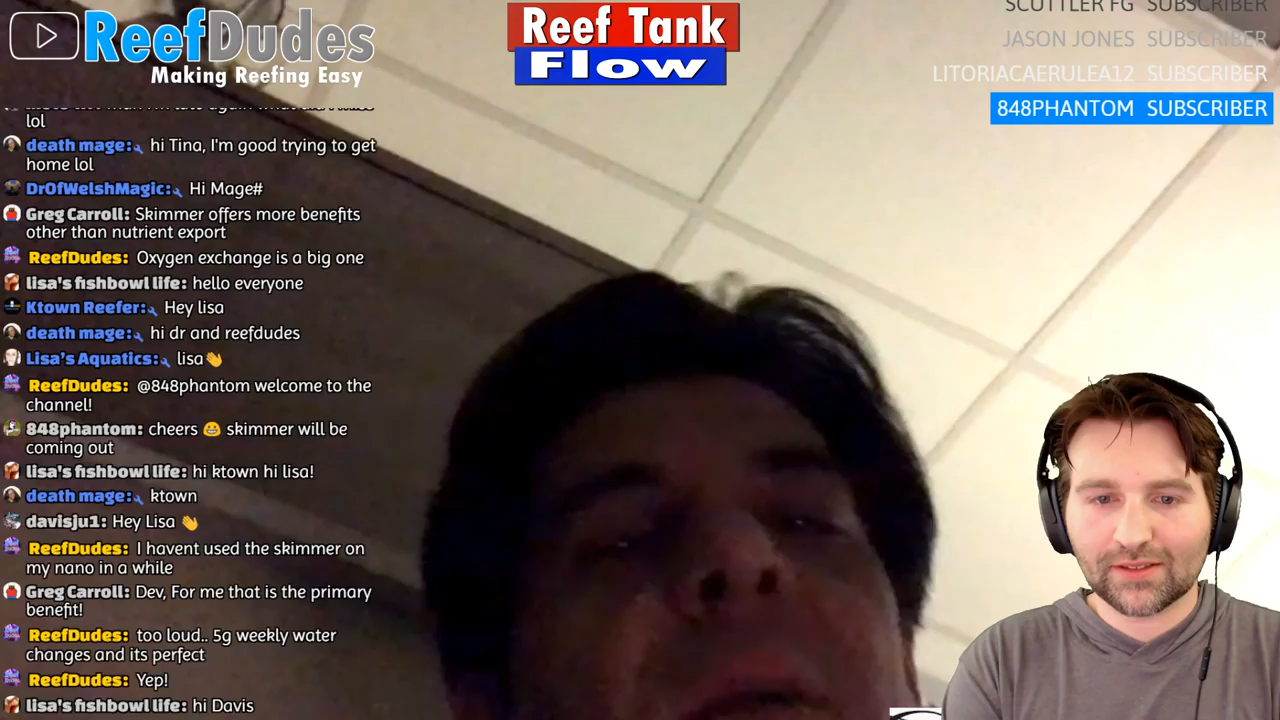 ReefDudes
Making Reefing Easy
Reef Tank
Flow
SCUTTLER FG SUBSCRIBER
JASON JONES SUBSCRIBER
LITORIACAERULEA12 SUBSCRIBER
848PHANTOM SUBSCRIBER
lol
death mage: hi Tina, I'm good trying to get
home lol
DrOfWelshMagic: Hi Mage#
Greg Carroll: Skimmer offers more benefits
other than nutrient export
ReefDudes: Oxygen exchange is a big one
lisa's fishbowl life: hello everyone
Ktown Reefer: Hey lisa
death mage: hi dr and reefdudes
Lisa's Aquatics: lisa👋
ReefDudes: @848phantom welcome to the
channel!
848phantom: cheers 😬 skimmer will be
coming out
lisa's fishbowl life: hi ktown hi lisa!
death mage: ktown
davisju1: Hey Lisa 👋
ReefDudes: I havent used the skimmer on
my nano in a while
Greg Carroll: Dev, For me that is the primary
benefit!
ReefDudes: too loud.. 5g weekly water
changes and its perfect
ReefDudes: Yep!
lisa's fishbowl life: hi Davis